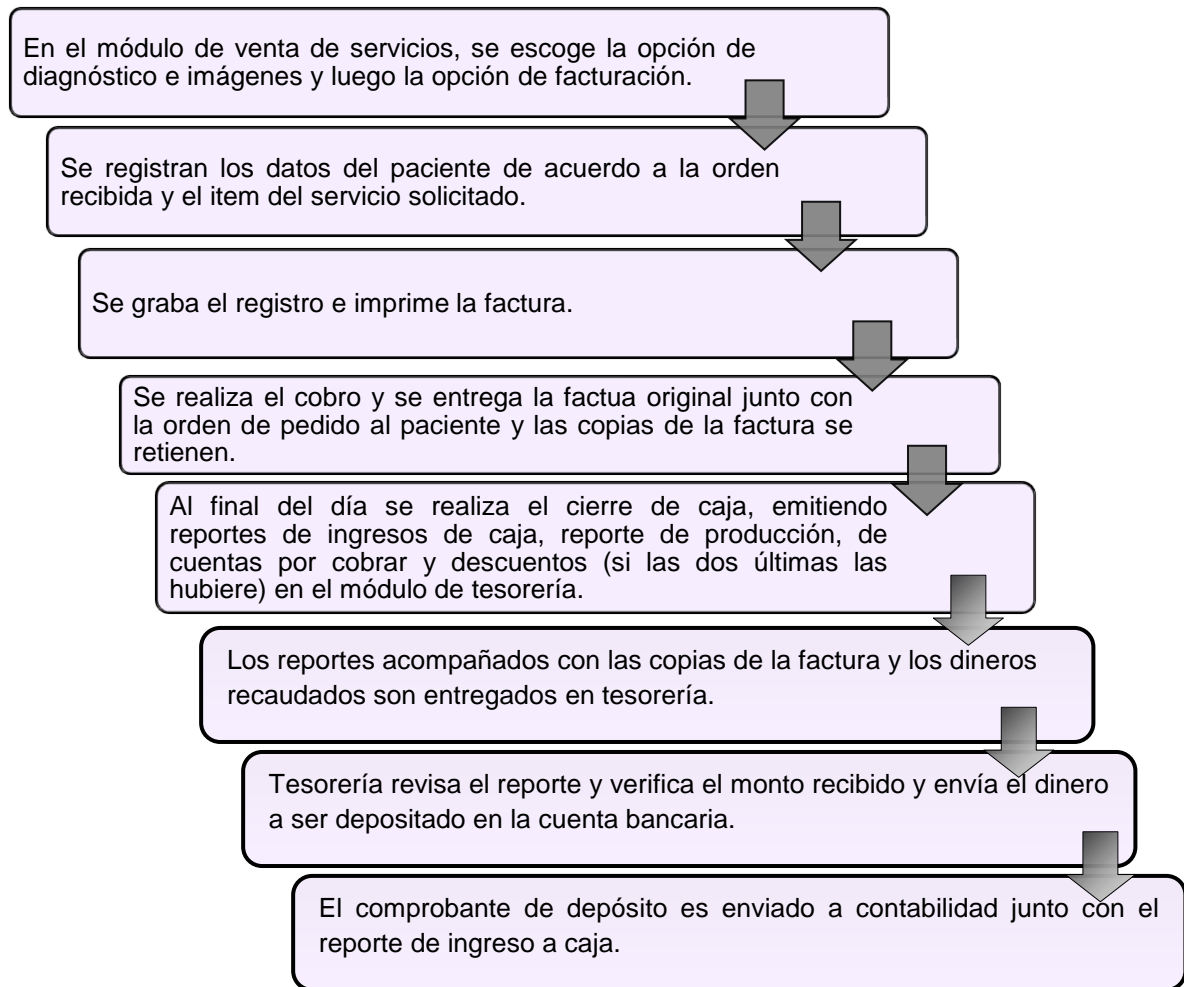 En el módulo de venta de servicios, se escoge la opción de
diagnóstico e imágenes y luego la opción de facturación.
Se registran los datos del paciente de acuerdo a la orden
recibida y el item del servicio solicitado.
Se graba el registro e imprime la factura.
Se realiza el cobro y se entrega la factua original junto con
la orden de pedido al paciente y las copias de la factura se
retienen.
Al final del día se realiza el cierre de caja, emitiendo
reportes de ingresos de caja, reporte de producción, de
cuentas por cobrar y descuentos (si las dos últimas las
hubiere) en el módulo de tesorería.
Los reportes acompañados con las copias de la factura y los dineros
recaudados son entregados en tesorería.
Tesorería revisa el reporte y verifica el monto recibido y envía el dinero
a ser depositado en la cuenta bancaria.
El comprobante de depósito es enviado a contabilidad junto con el
reporte de ingreso a caja.